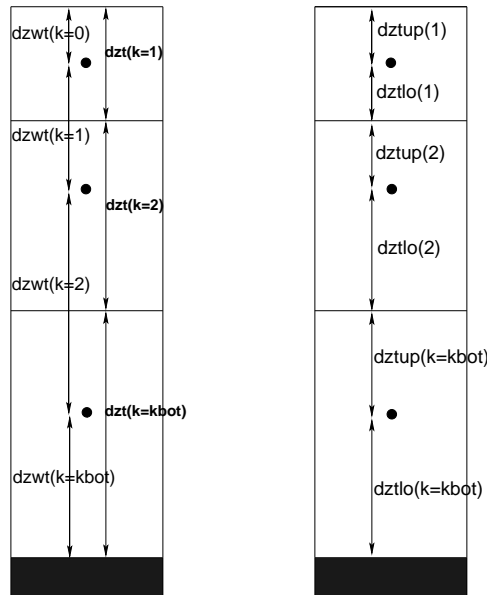 dzwt(k=0)
dzt(k=1)
dzwt(k=1)
dzt(k=2)
dzwt(k=2)
dzt(k=kbot)
dzwt(k=kbot)
dztup(1)
dztlo(1)
dztup(2)
dztlo(2)
dztup(k=kbot)
dztlo(k=kbot)